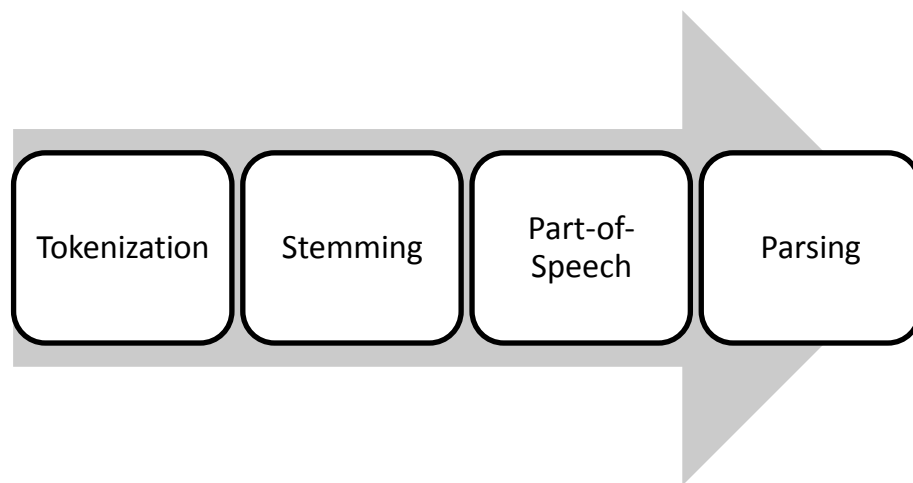 Tokenization
Stemming
Part-of-
Speech
Parsing